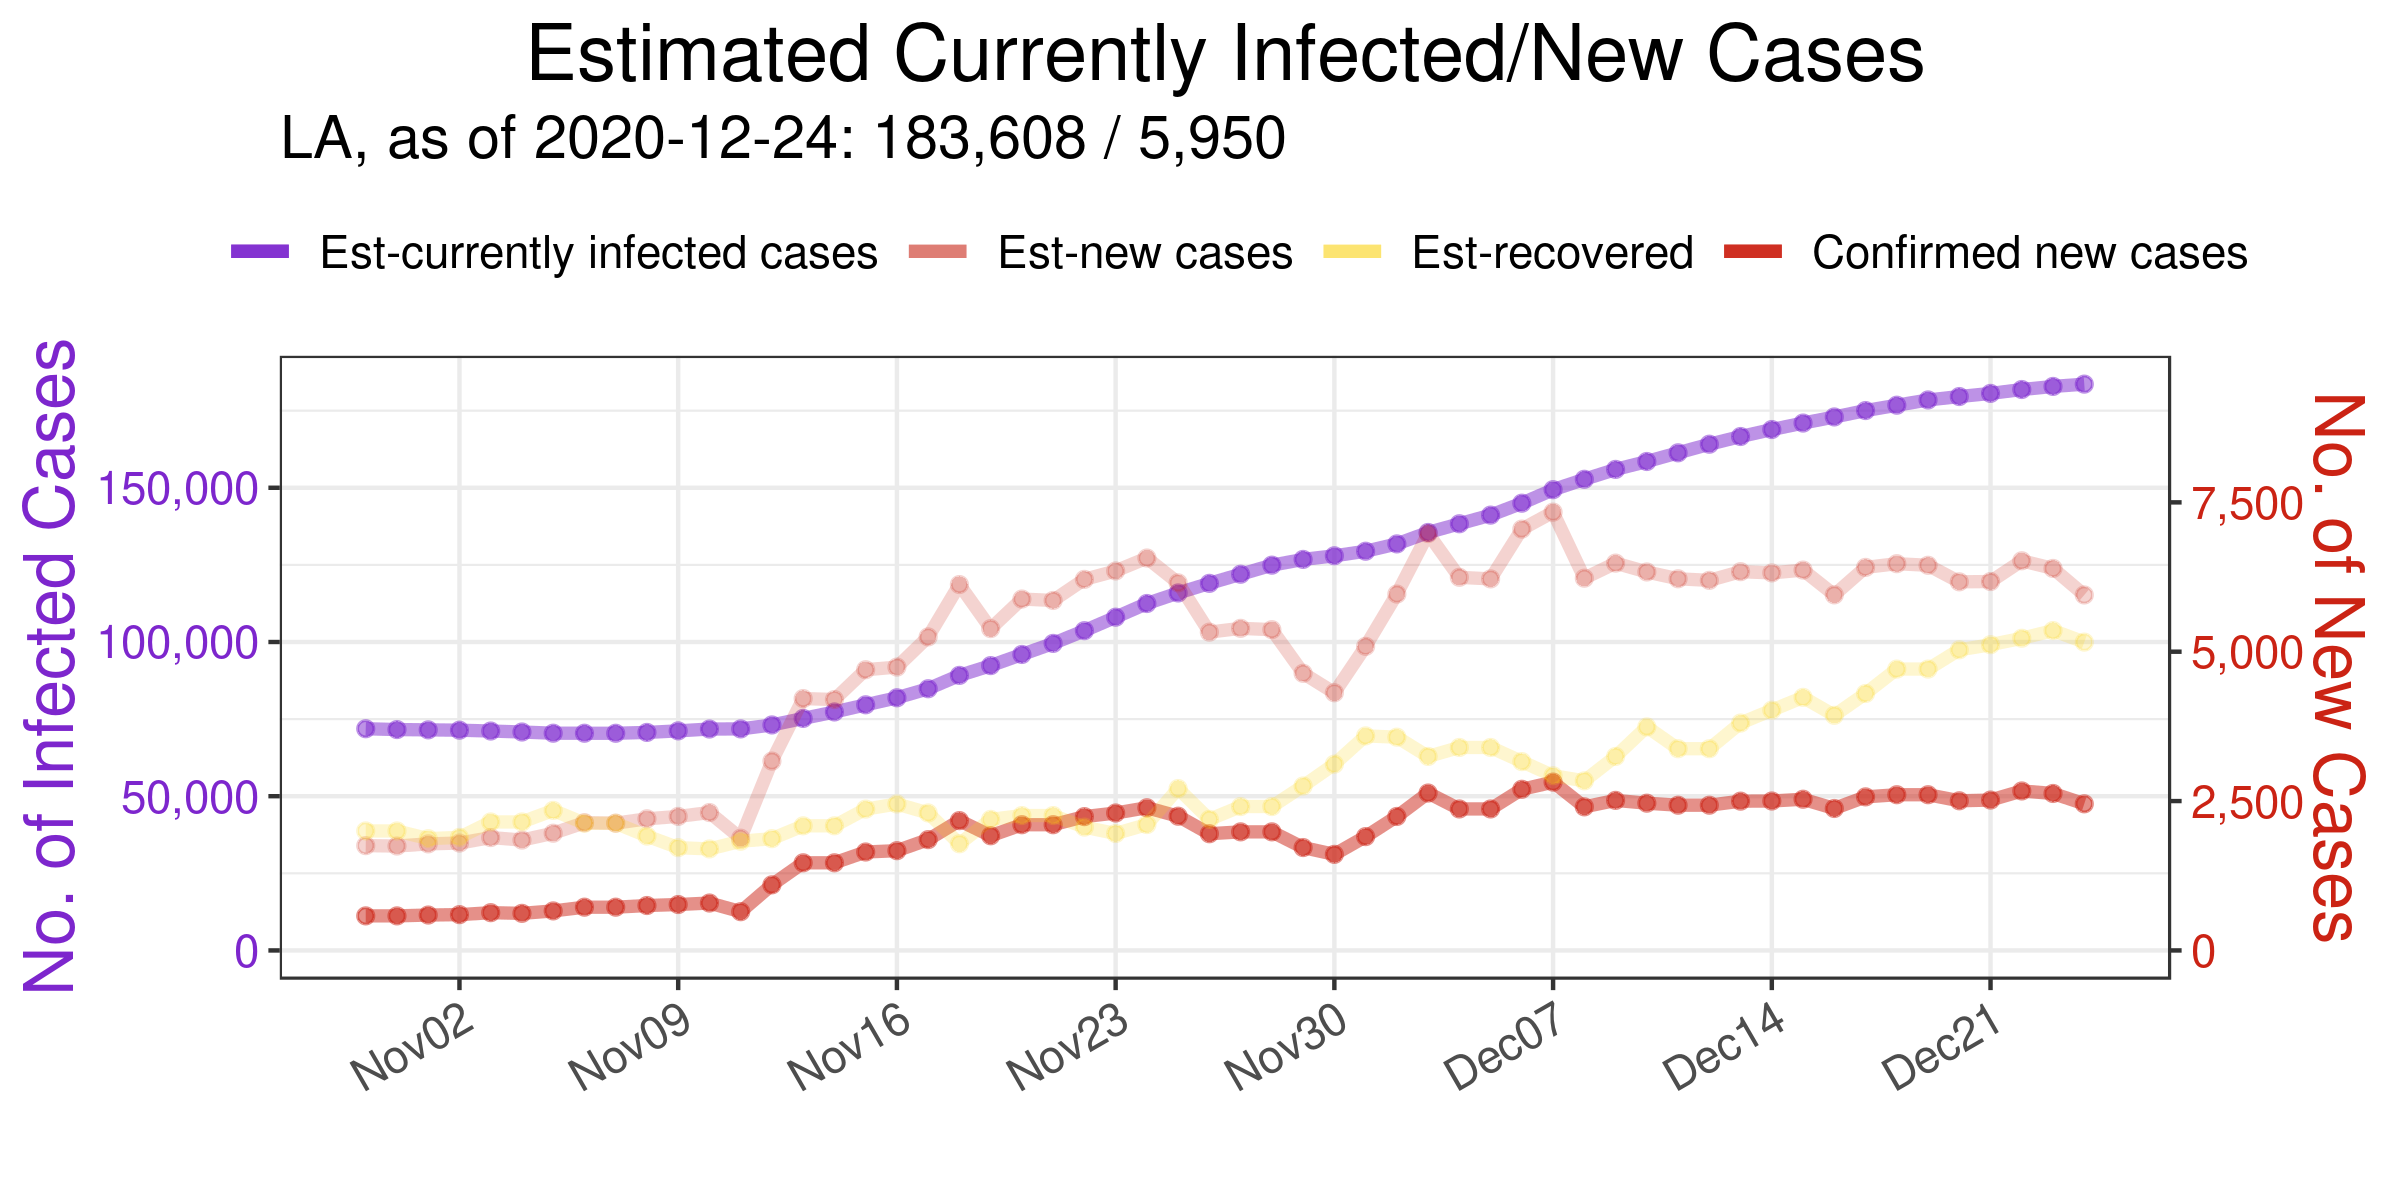 Estimated Currently Infected/New Cases
LA, as of 2020-12-24: 183,608 / 5,950
Est-currently infected cases Est-new cases Est-recovered Confirmed new cases
No. of Infected Cases
150,000
100,000
50,000
0
7,500
5,000
2,500
0
No. of New Cases
Nov02 Nov09 Nov16 Nov23 Nov30 Dec07 Dec14 Dec21